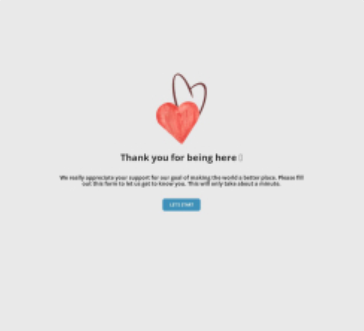 Thank you for being here
We really appreciate your support for our goal of making the world a better place. Please fill
out this form to let us get to know you. This will only take about a minute.
LET'S START